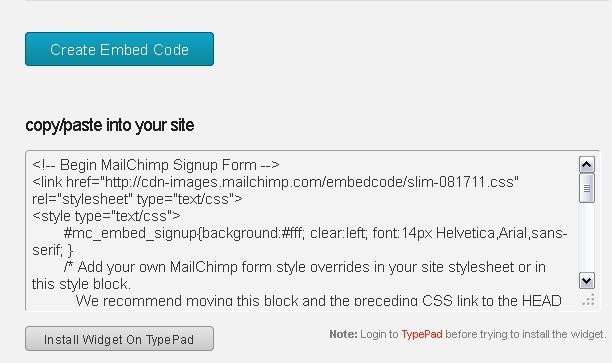 Create Embed Code
copy/paste into your site
<!-- Begin MailChimp Signup Form -->
<link href="http://cdn-images.mailchimp.com/embedcode/slim-081711.css"
rel="stylesheet" type="text/css">
<style type="text/css">
#mc_embed_signup{background:#fff; clear:left; font:14px Helvetica,Arial,sans-
serif; }
/* Add your own MailChimp form style overrides in your site stylesheet or in
this style block.
We recommend moving this block and the preceding CSS link to the HEAD
Install Widget On TypePad
Note: Login to TypePad before trying to install the widget.